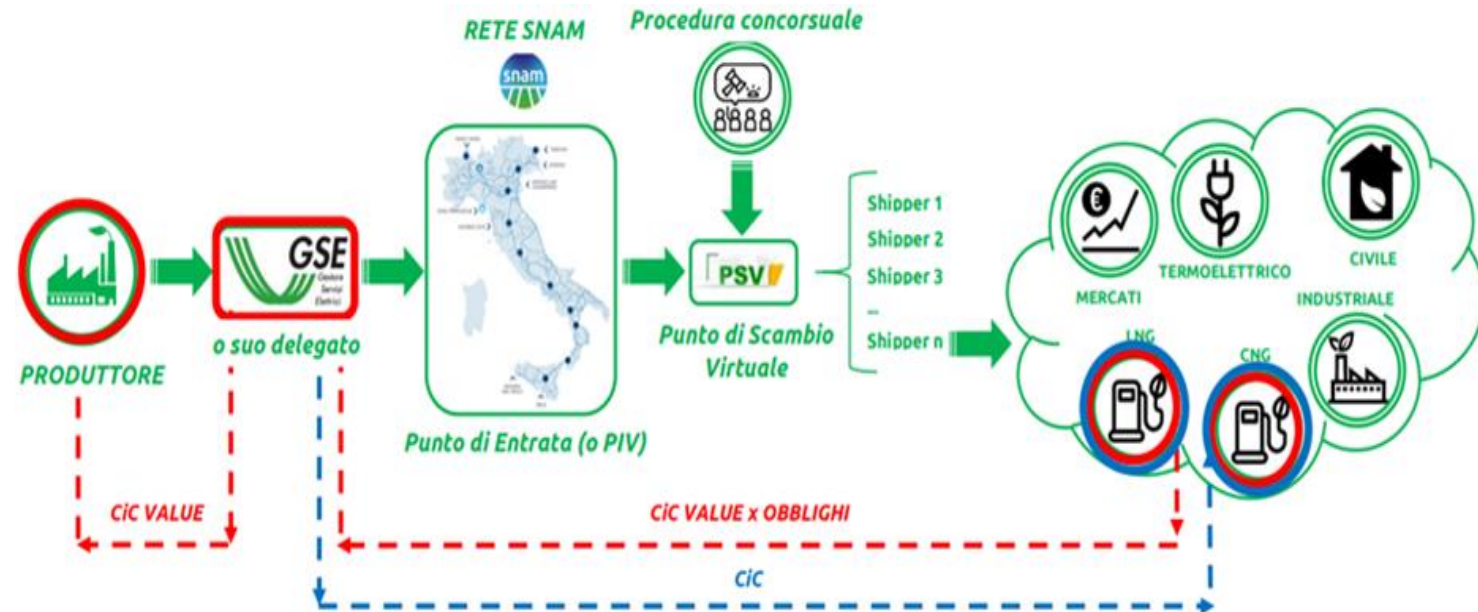 RETE SNAM
snam
Procedura concorsuale
GSE
Gestore
Servizi
Elettrici
PRODUTTORE
o suo delegato
Punto di Entrata (o PIV)
PSV
Punto di Scambio
Virtuale
Shipper 1
Shipper 2
Shipper 3
...
Shipper n
€
MERCATI
TERMOELETTRICO
CIVILE
INDUSTRIALE
LNG
CNG
CiC VALUE
CiC VALUE x OBBLIGHI
CiC